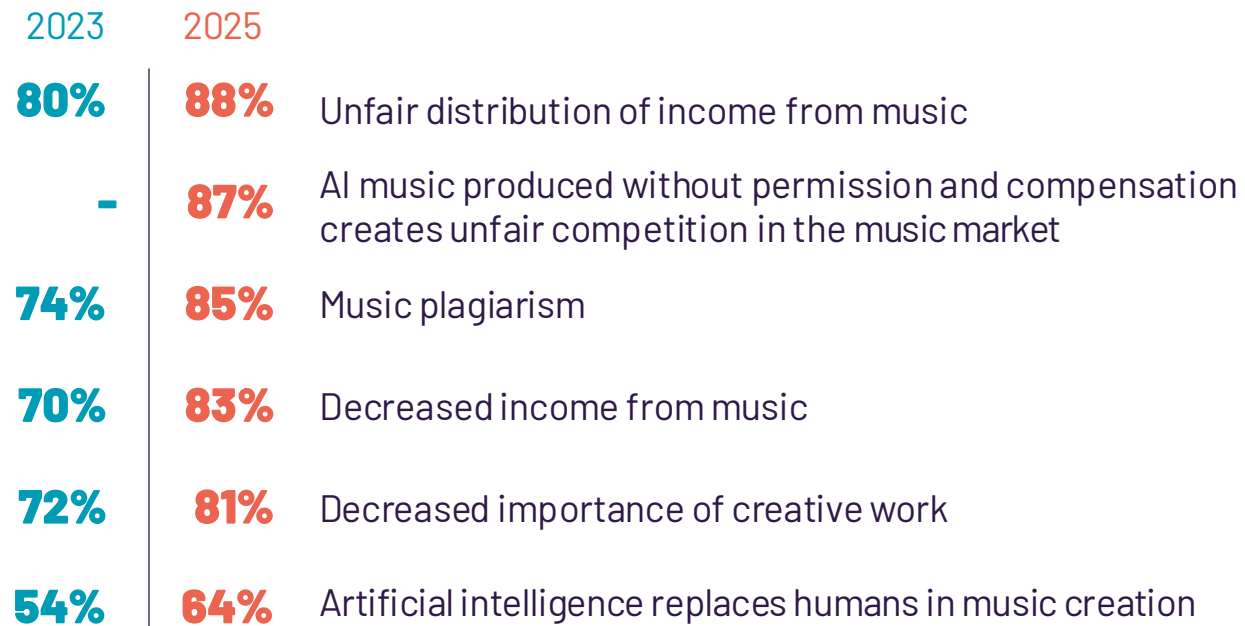 2023 2025
80% 88% Unfair distribution of income from music
- 87% AI music produced without permission and compensation
creates unfair competition in the music market
74% 85% Music plagiarism
70% 83% Decreased income from music
72% 81% Decreased importance of creative work
54% 64% Artificial intelligence replaces humans in music creation